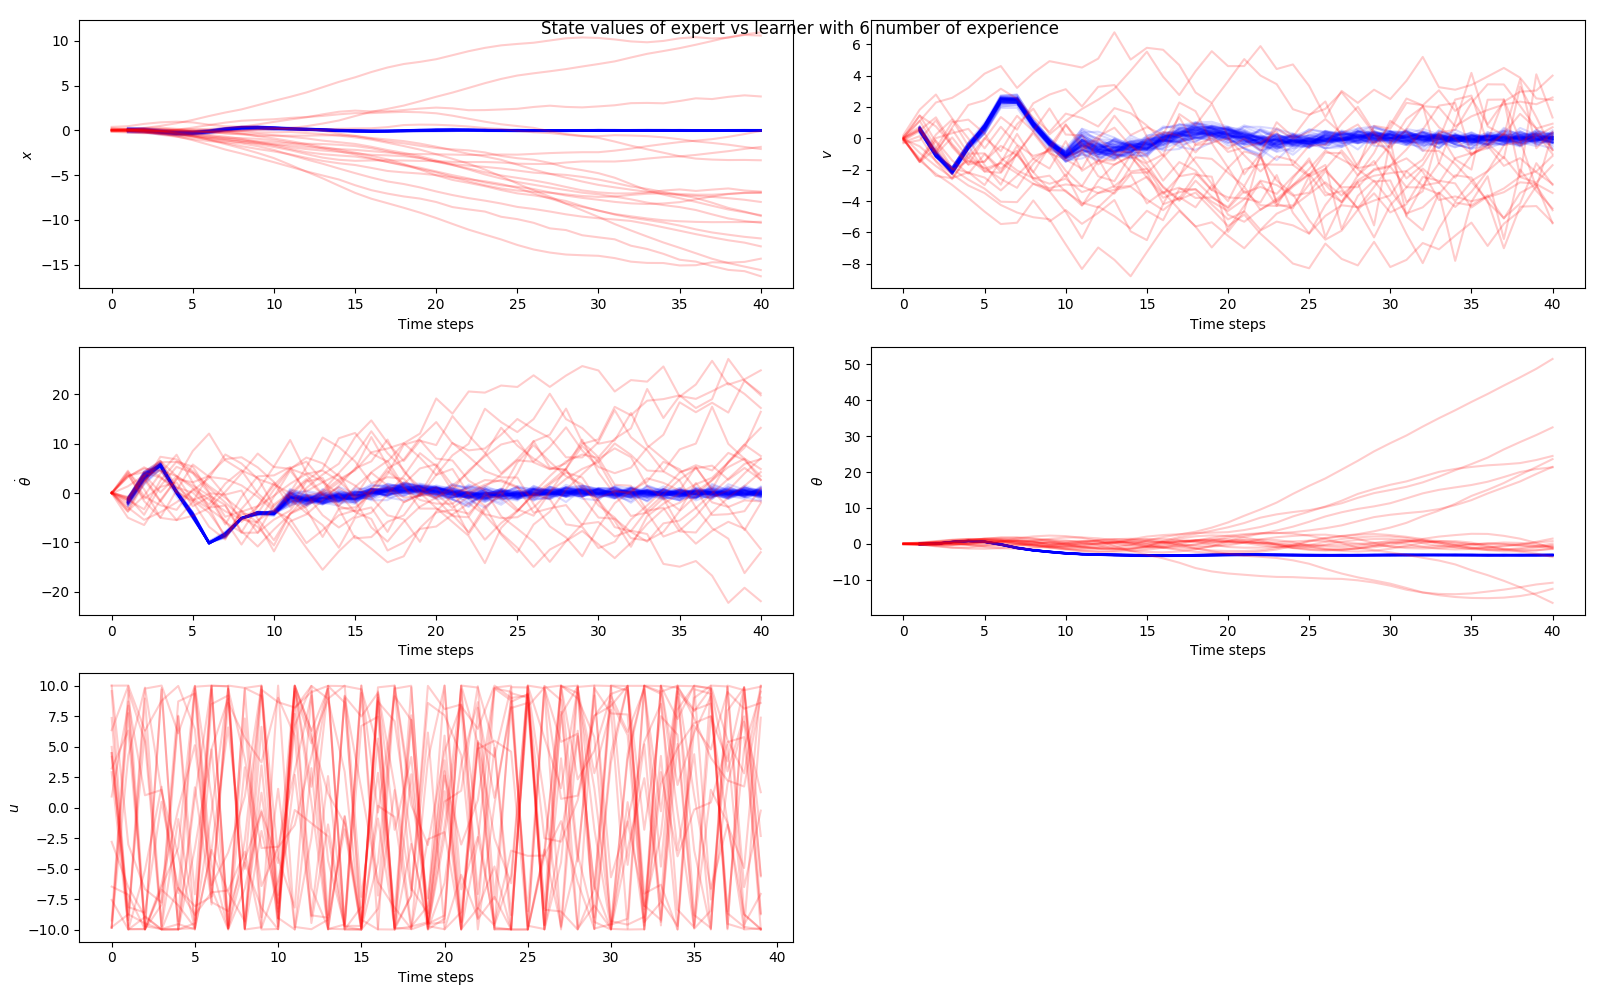 State values of expert vs learner with 6 number of experience
10
5
0
−5
−10
−15
x
0 5 10 15 20 25 30 35 40
Time steps
6
4
2
0
−2
−4
−6
−8
v
0 5 10 15 20 25 30 35 40
Time steps
20
10
0
−10
−20
θ̇
0 5 10 15 20 25 30 35 40
Time steps
50
40
30
20
10
0
−10
θ
0 5 10 15 20 25 30 35 40
Time steps
10.0
7.5
5.0
2.5
0.0
−2.5
−5.0
−7.5
−10.0
u
0 5 10 15 20 25 30 35 40
Time steps